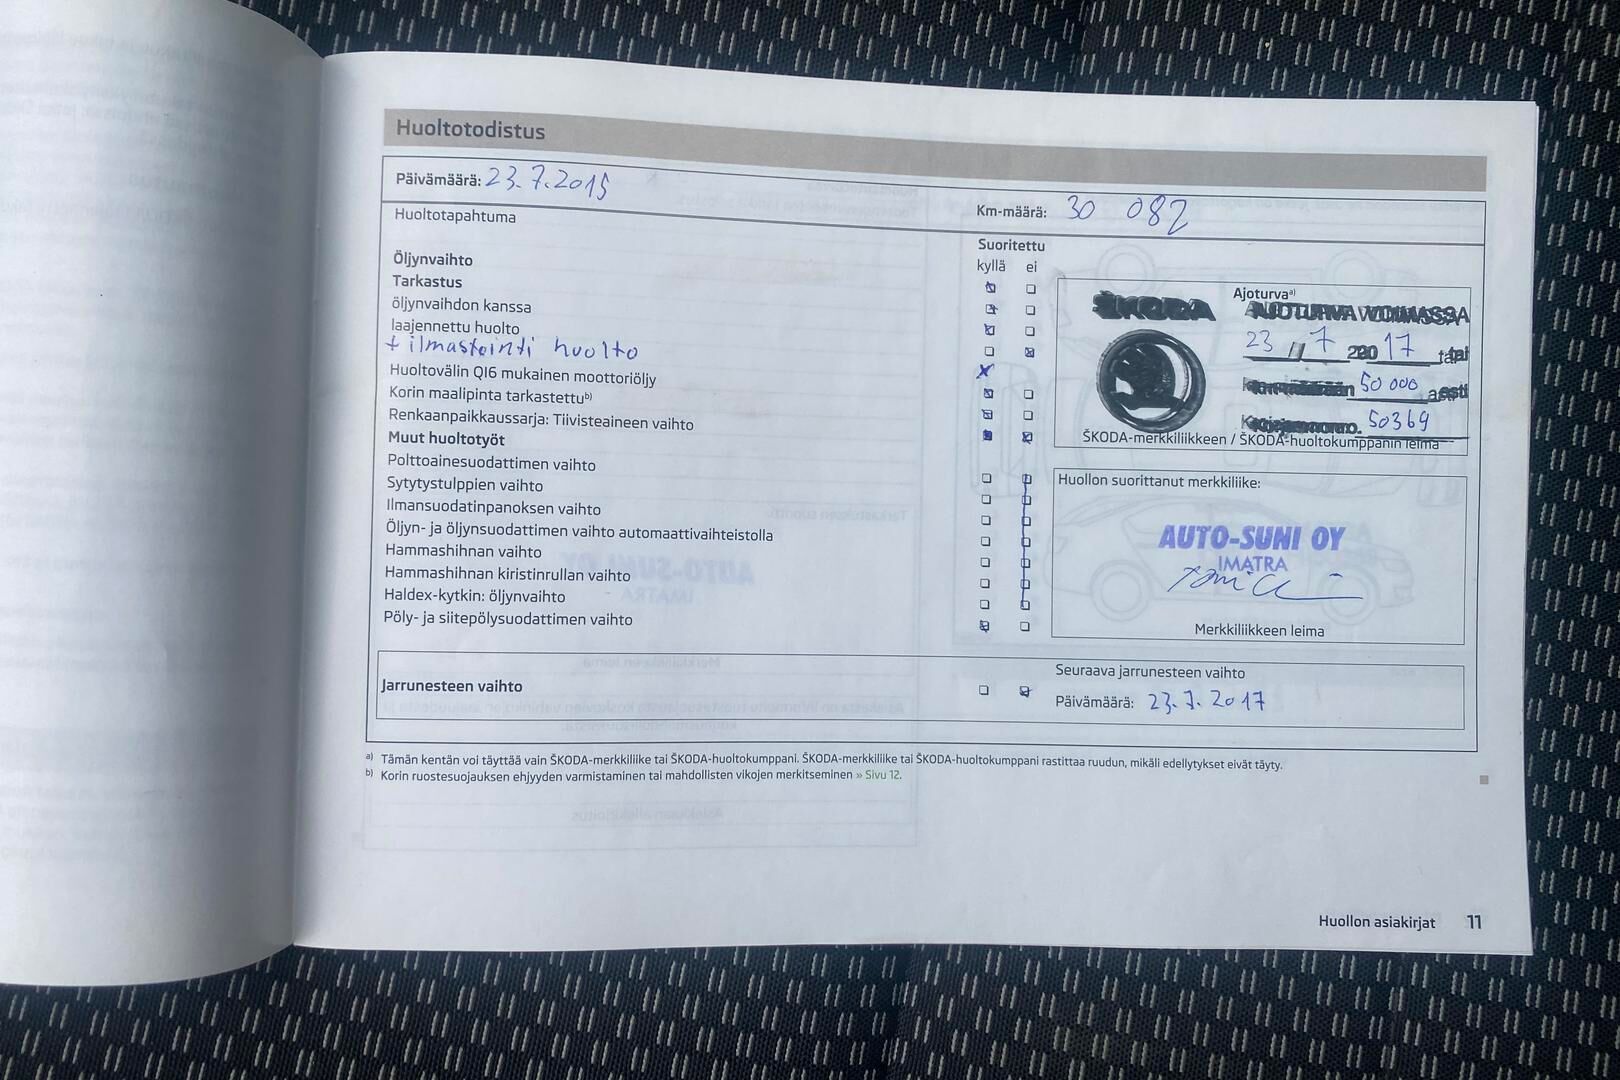 Huoltotodistus
Päivämäärä: 23.7.2015
Km-määrä: 30 082
Huoltotapahtuma
Suoritettu
kyllä ei
Öljynvaihto
Tarkastus
öljynvaihdon kanssa
laajennettu huolto
+ ilmastointi huolto
Huoltovälin QI6 mukainen moottoriöljy
Korin maalipinta tarkastettu b)
Renkaanpaikkaussarja: Tiivisteaineen vaihto
Muut huoltotyöt
Polttoainesuodattimen vaihto
Sytytystulppien vaihto
Ilmansuodatinpanoksen vaihto
Öljyn- ja öljynsuodattimen vaihto automaattivaihteistolla
Hammashihnan vaihto
Hammashihnan kiristinrullan vaihto
Haldex-kytkin: öljynvaihto
Pöly- ja siitepölysuodattimen vaihto
Ajoturva a)
ŠKODA AJOTURVA VOIMASSA
23 / 7 20 17 tai
50 000 asti
50369
ŠKODA-merkkiliikkeen / ŠKODA-huoltokumppanin leima
Huollon suorittanut merkkiliike:
AUTO-SUNI OY
IMATRA
Merkkiliikkeen leima
Jarrunesteen vaihto
Seuraava jarrunesteen vaihto
Päivämäärä: 23.7.2017
a) Tämän kentän voi täyttää vain ŠKODA-merkkiliike tai ŠKODA-huoltokumppani. ŠKODA-merkkiliike tai ŠKODA-huoltokumppani rastittaa ruudun, mikäli edellytykset eivät täyty.
b) Korin ruostesuojauksen ehjyyden varmistaminen tai mahdollisten vikojen merkitseminen » Sivu 12.
Huollon asiakirjat 11